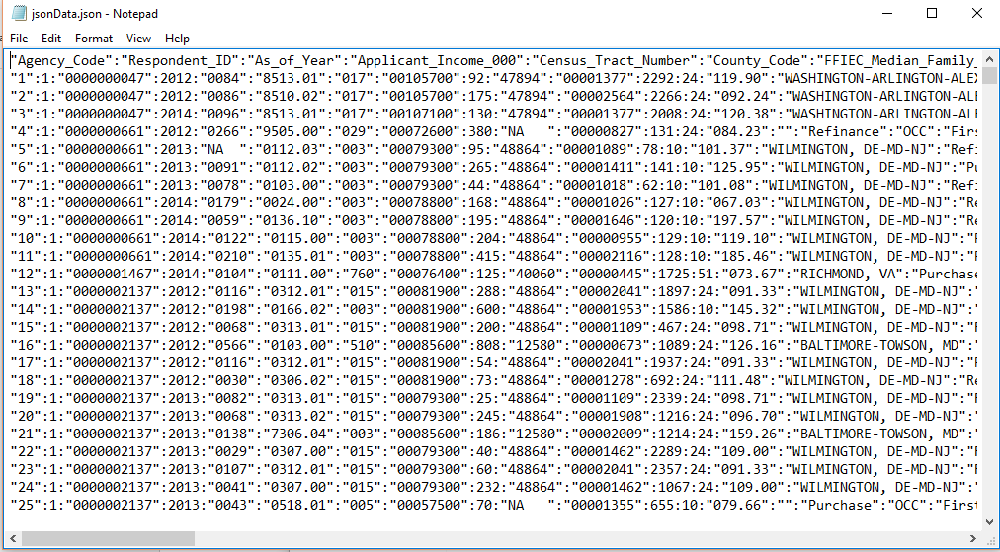 jsonData.json - Notepad
File Edit Format View Help
"Agency_Code":"Respondent_ID":"As_of_Year":"Applicant_Income_000":"Census_Tract_Number":"County_Code":"FFIEC_Median_Family_
"1":1:"0000000047":2012:"0084":"8513.01":"017":"00105700":92:"47894":"00001377":2292:24:"119.90":"WASHINGTON-ARLINGTON-ALEX
"2":1:"0000000047":2012:"0086":"8510.02":"017":"00105700":175:"47894":"00002564":2266:24:"092.24":"WASHINGTON-ARLINGTON-ALE
"3":1:"0000000047":2014:"0096":"8513.01":"017":"00107100":130:"47894":"00001377":2008:24:"120.38":"WASHINGTON-ARLINGTON-ALE
"4":1:"0000000661":2012:"0266":"9505.00":"029":"00072600":380:"NA   ":"00000827":131:24:"084.23":"":"Refinance":"OCC":"Firs
"5":1:"0000000661":2013:"NA  ":"0112.03":"003":"00079300":95:"48864":"00001089":78:10:"101.37":"WILMINGTON, DE-MD-NJ":"Refi
"6":1:"0000000661":2013:"0091":"0112.02":"003":"00079300":265:"48864":"00001411":141:10:"125.95":"WILMINGTON, DE-MD-NJ":"Pu
"7":1:"0000000661":2013:"0078":"0103.00":"003":"00079300":44:"48864":"00001018":62:10:"101.08":"WILMINGTON, DE-MD-NJ":"Refi
"8":1:"0000000661":2014:"0179":"0024.00":"003":"00078800":168:"48864":"00001026":127:10:"067.03":"WILMINGTON, DE-MD-NJ":"Re
"9":1:"0000000661":2014:"0059":"0136.10":"003":"00078800":195:"48864":"00001646":120:10:"197.57":"WILMINGTON, DE-MD-NJ":"Re
"10":1:"0000000661":2014:"0122":"0115.00":"003":"00078800":204:"48864":"00000955":129:10:"119.10":"WILMINGTON, DE-MD-NJ":"
"11":1:"0000000661":2014:"0210":"0135.01":"003":"00078800":415:"48864":"00002116":128:10:"185.46":"WILMINGTON, DE-MD-NJ":"
"12":1:"0000001467":2014:"0104":"0111.00":"760":"00076400":125:"40060":"00000445":1725:51:"073.67":"RICHMOND, VA":"Purchase
"13":1:"0000002137":2012:"0116":"0312.01":"015":"00081900":288:"48864":"00002041":1897:24:"091.33":"WILMINGTON, DE-MD-NJ":"
"14":1:"0000002137":2012:"0198":"0166.02":"003":"00081900":600:"48864":"00001953":1586:10:"145.32":"WILMINGTON, DE-MD-NJ":"
"15":1:"0000002137":2012:"0068":"0313.01":"015":"00081900":200:"48864":"00001109":467:24:"098.71":"WILMINGTON, DE-MD-NJ":"
"16":1:"0000002137":2012:"0566":"0103.00":"510":"00085600":808:"12580":"00000673":1089:24:"126.16":"BALTIMORE-TOWSON, MD":"
"17":1:"0000002137":2012:"0116":"0312.01":"015":"00081900":54:"48864":"00002041":1937:24:"091.33":"WILMINGTON, DE-MD-NJ":"
"18":1:"0000002137":2012:"0030":"0306.02":"015":"00081900":73:"48864":"00001278":692:24:"111.48":"WILMINGTON, DE-MD-NJ":"Re
"19":1:"0000002137":2013:"0082":"0313.01":"015":"00079300":25:"48864":"00001109":2339:24:"098.71":"WILMINGTON, DE-MD-NJ":"
"20":1:"0000002137":2013:"0068":"0313.02":"015":"00079300":245:"48864":"00001908":1216:24:"096.70":"WILMINGTON, DE-MD-NJ":"
"21":1:"0000002137":2013:"0138":"7306.04":"003":"00085600":186:"12580":"00002009":1214:24:"159.26":"BALTIMORE-TOWSON, MD":"
"22":1:"0000002137":2013:"0029":"0307.00":"015":"00079300":40:"48864":"00001462":2289:24:"109.00":"WILMINGTON, DE-MD-NJ":"
"23":1:"0000002137":2013:"0107":"0312.01":"015":"00079300":60:"48864":"00002041":2357:24:"091.33":"WILMINGTON, DE-MD-NJ":"
"24":1:"0000002137":2013:"0041":"0307.00":"015":"00079300":232:"48864":"00001462":1067:24:"109.00":"WILMINGTON, DE-MD-NJ":"
"25":1:"0000002137":2013:"0043":"0518.01":"005":"00057500":70:"NA   ":"00001355":655:10:"079.66":"":"Purchase":"OCC":"First